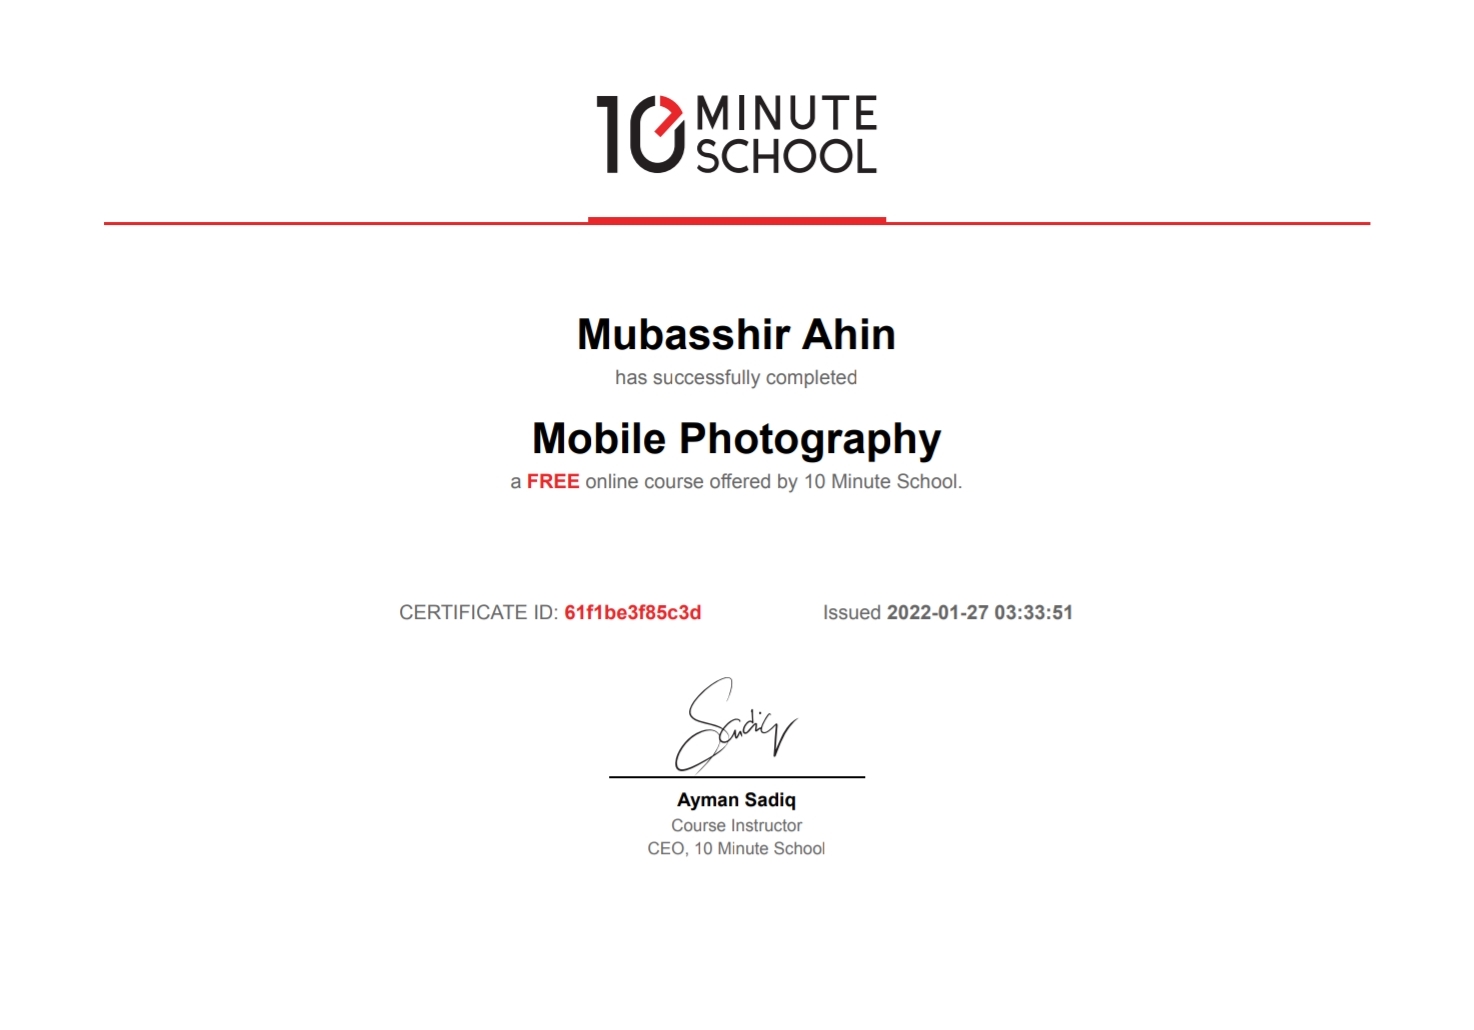 10 MINUTE
SCHOOL
Mubasshir Ahin
has successfully completed
Mobile Photography
a FREE online course offered by 10 Minute School.
CERTIFICATE ID: 61f1be3f85c3d
Issued 2022-01-27 03:33:51
Sadiq
Ayman Sadiq
Course Instructor
CEO, 10 Minute School